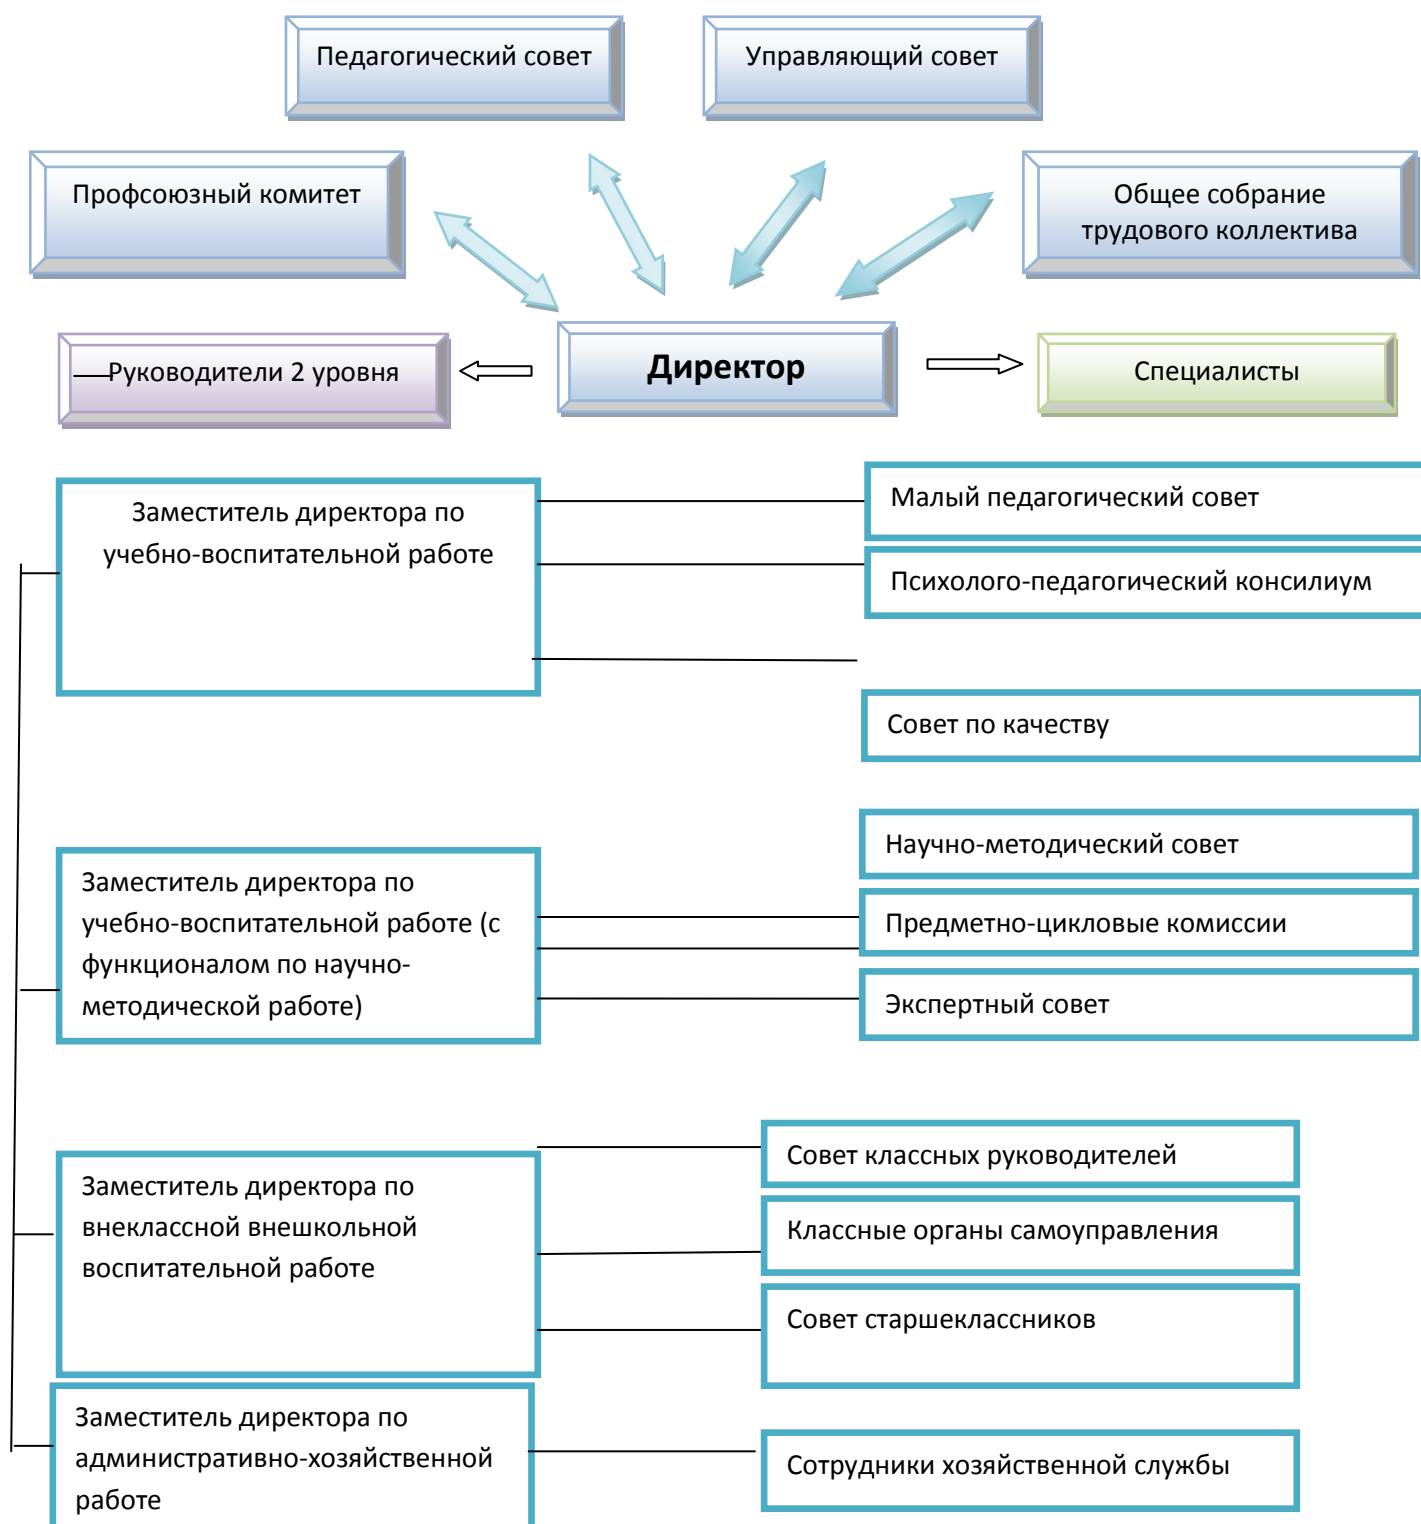 Педагогический совет
Управляющий совет
Профсоюзный комитет
Общее собрание
трудового коллектива
Руководители 2 уровня
Директор
Специалисты
Заместитель директора по
учебно-воспитательной работе
Малый педагогический совет
Психолого-педагогический консилиум
Совет по качеству
Заместитель директора по
учебно-воспитательной работе (с
функционалом по научно-
методической работе)
Научно-методический совет
Предметно-цикловые комиссии
Экспертный совет
Заместитель директора по
внеклассной внешкольной
воспитательной работе
Совет классных руководителей
Классные органы самоуправления
Совет старшеклассников
Заместитель директора по
административно-хозяйственной
работе
Сотрудники хозяйственной службы